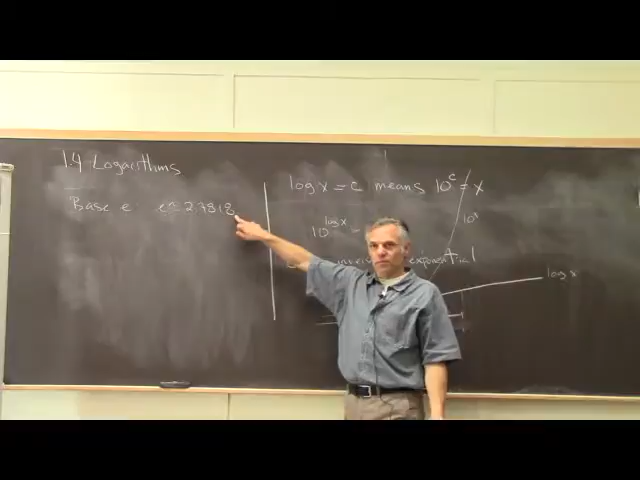 1.4 Logarithms
Base e e ≈ 2.7818
log x = c means 10^c = x
10^log x =
10^x
exponential
log x